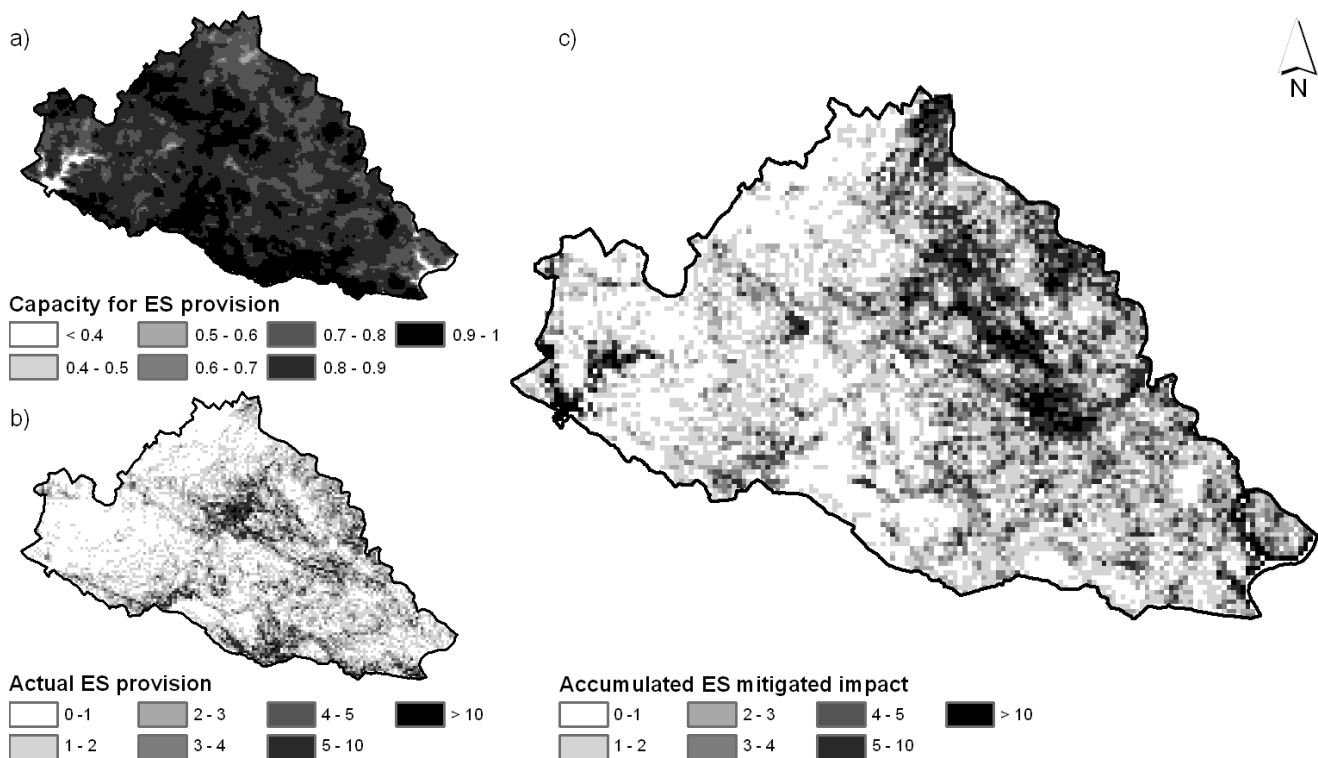 a)
c)
N
Capacity for ES provision
< 0.4 0.5 - 0.6 0.7 - 0.8 0.9 - 1
0.4 - 0.5 0.6 - 0.7 0.8 - 0.9
b)
Actual ES provision
0 -1 2 - 3 4 - 5 > 10
1 - 2 3 - 4 5 - 10
Accumulated ES mitigated impact
0 -1 2 - 3 4 - 5 > 10
1 - 2 3 - 4 5 - 10